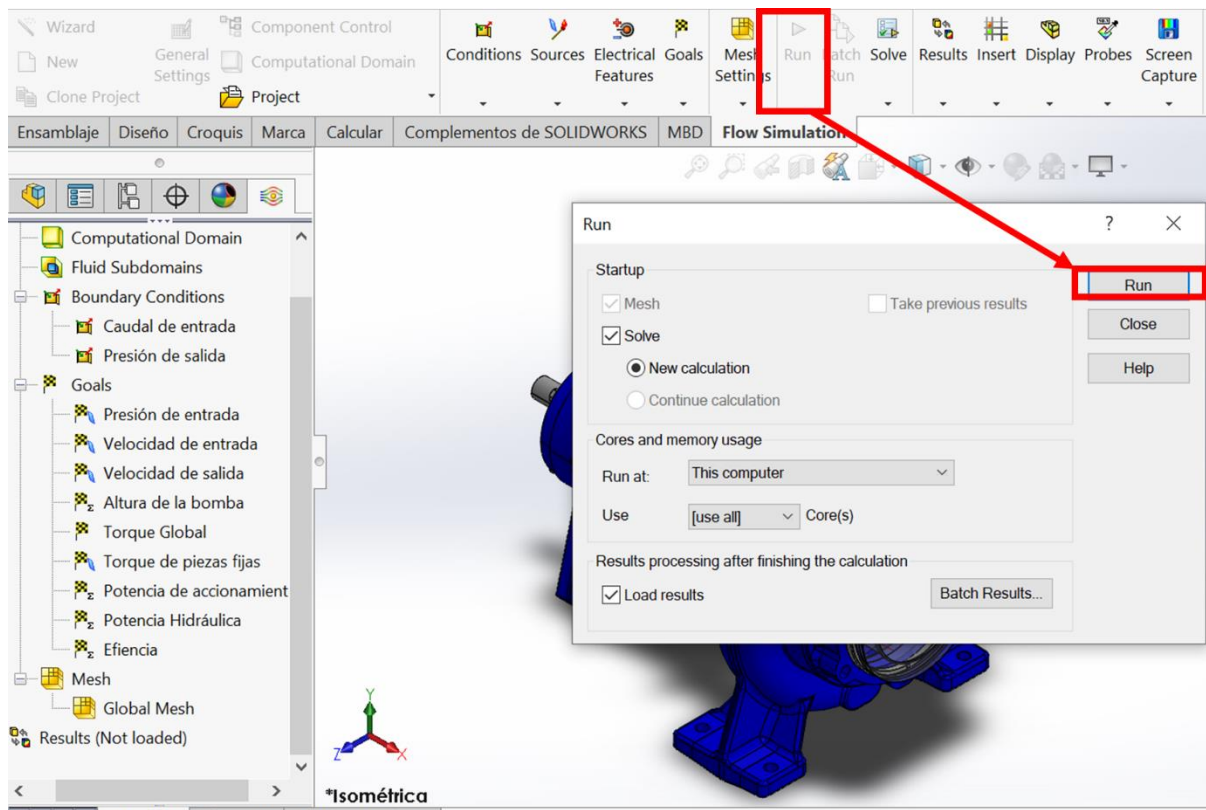 Wizard
New
Clone Project
General Settings
Component Control
Computational Domain
Project
Conditions
Sources
Electrical Features
Goals
Mesh Settings
Run
Batch Run
Solve
Results
Insert
Display
Probes
Screen Capture
Ensamblaje
Diseño
Croquis
Marca
Calcular
Complementos de SOLIDWORKS
MBD
Flow Simulation
Computational Domain
Fluid Subdomains
Boundary Conditions
Caudal de entrada
Presión de salida
Goals
Presión de entrada
Velocidad de entrada
Velocidad de salida
Altura de la bomba
Torque Global
Torque de piezas fijas
Potencia de accionamient
Potencia Hidráulica
Efiencia
Mesh
Global Mesh
Results (Not loaded)
Y
Z
X
*Isométrica
Run
?
Startup
Mesh
Take previous results
Solve
New calculation
Continue calculation
Cores and memory usage
Run at: This computer
Use [use all] Core(s)
Results processing after finishing the calculation
Load results
Batch Results...
Run
Close
Help